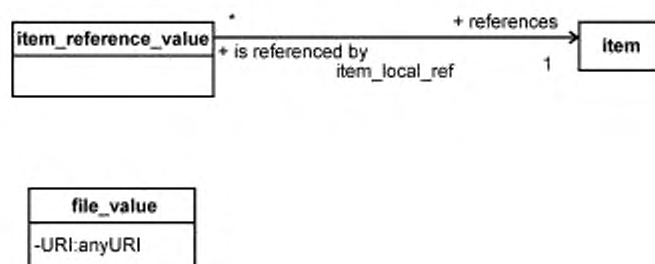 *
+ references
item_reference_value
item
+ is referenced by
1
item_local_ref
file_value
-URI:anyURI